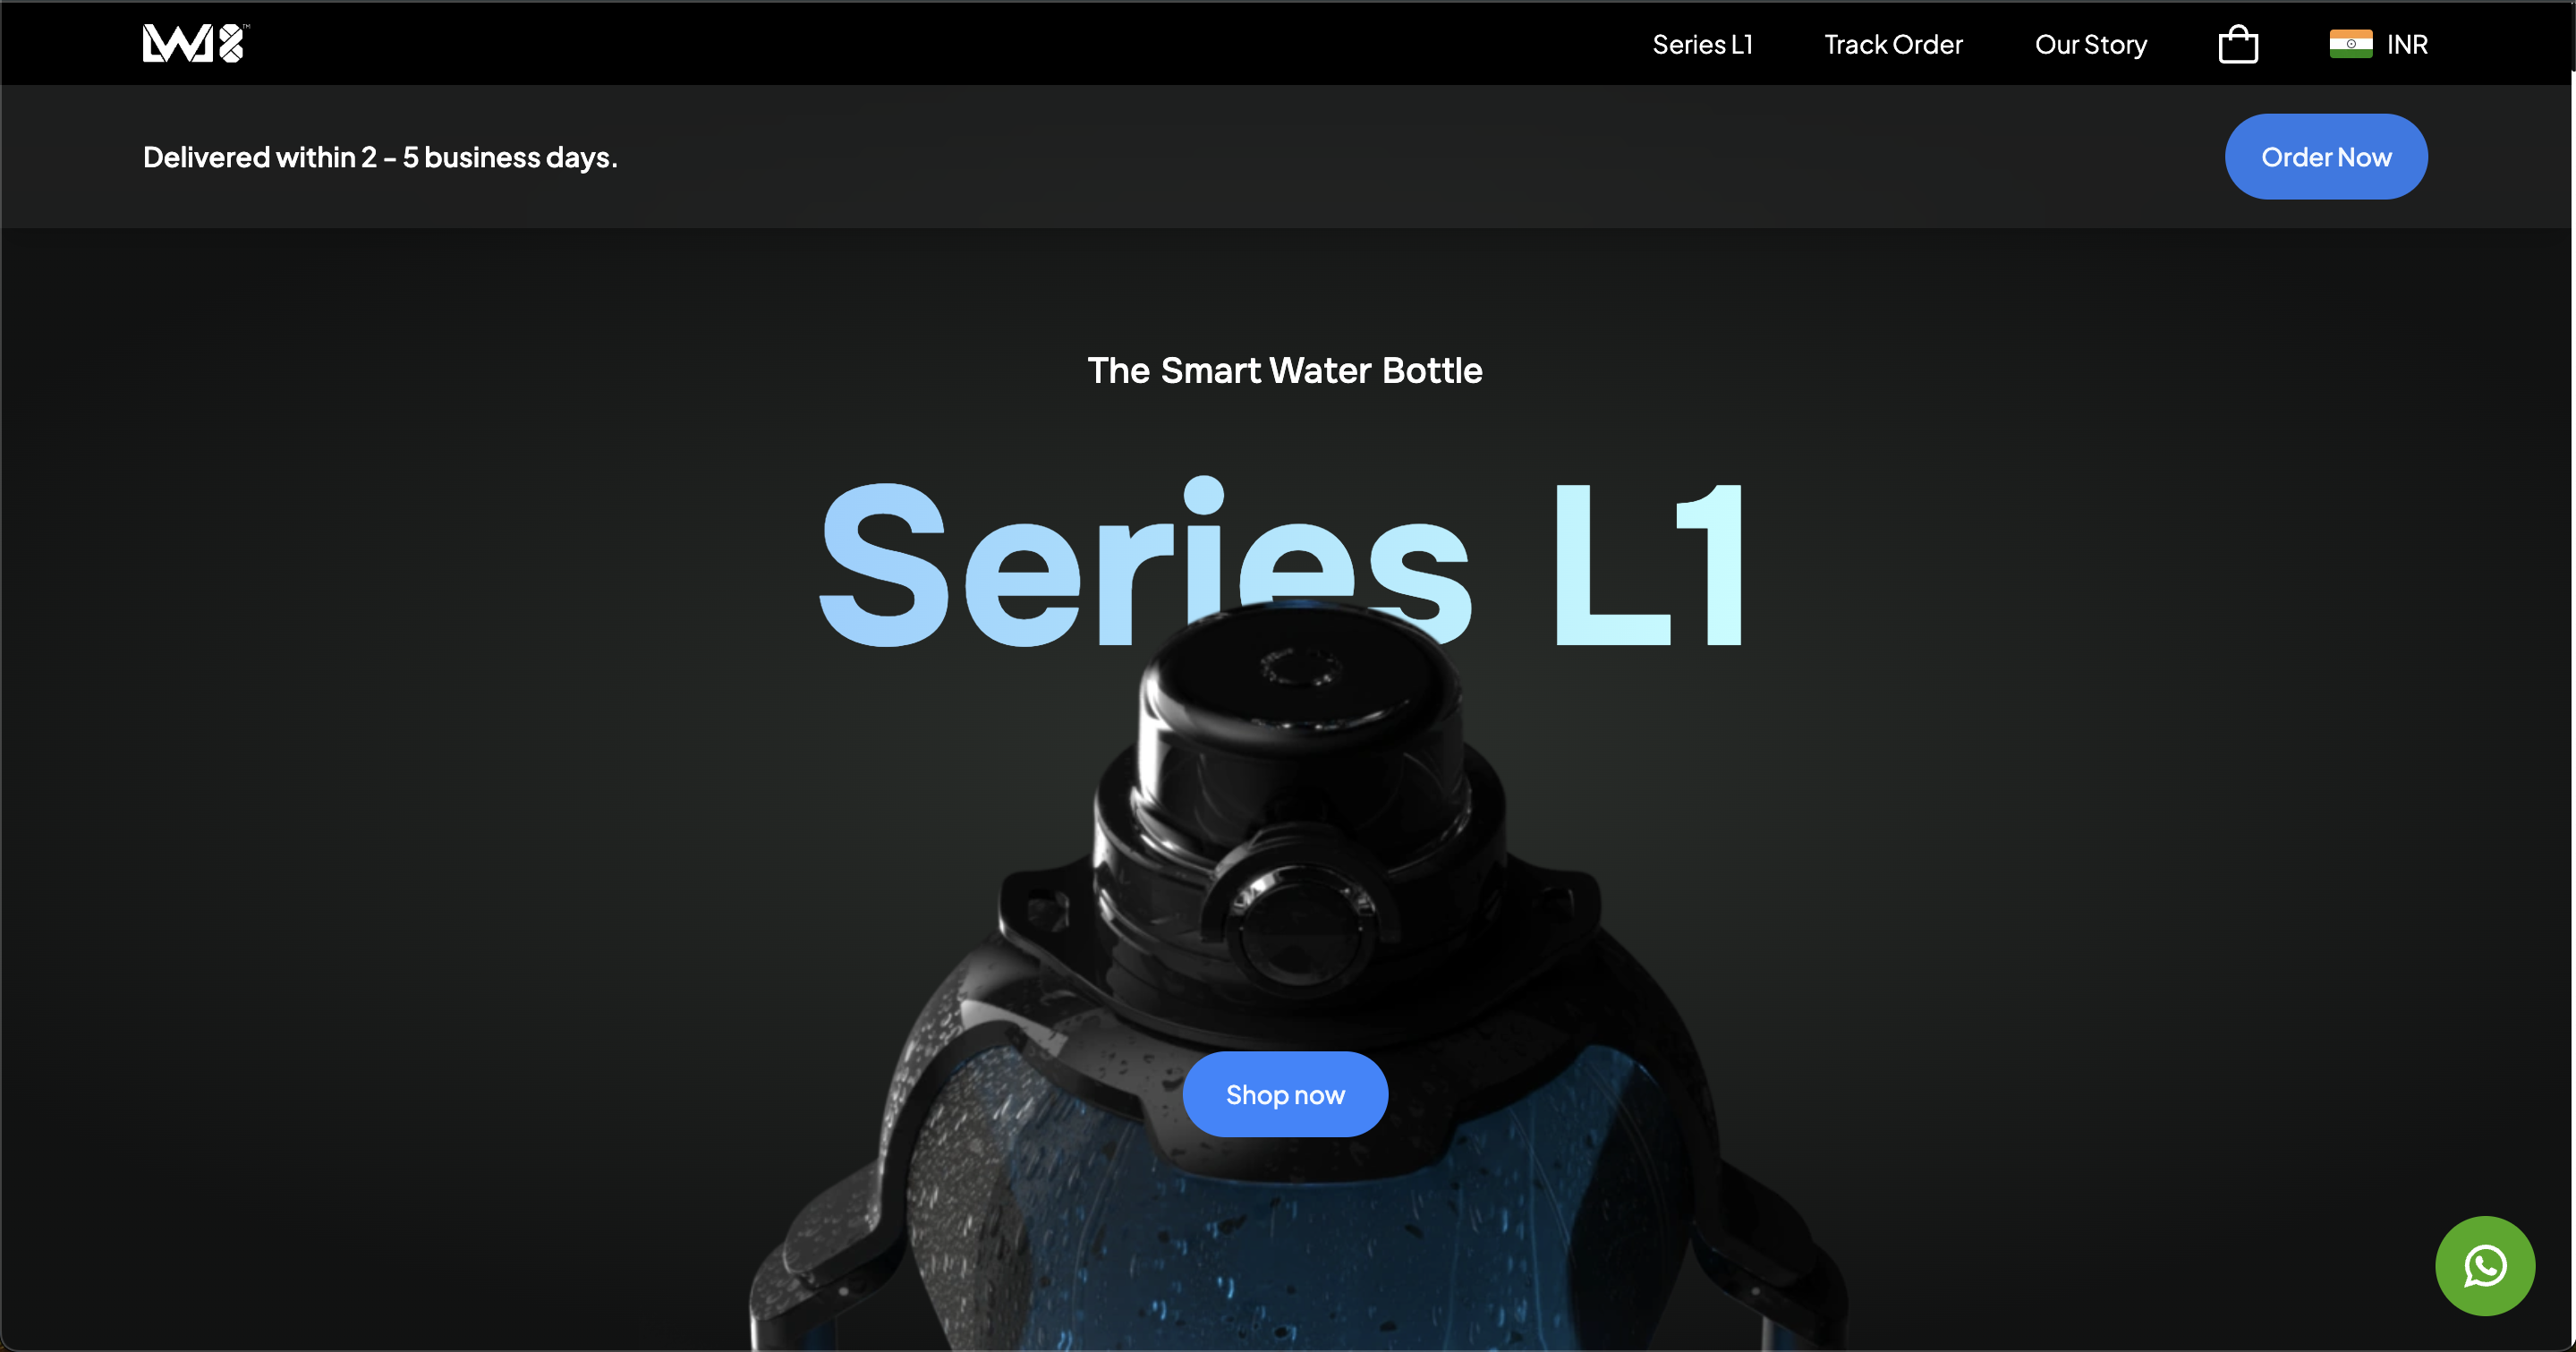 W8™
Series L1
Track Order
Our Story
INR
Delivered within 2 - 5 business days.
Order Now
The Smart Water Bottle
Series L1
Shop now